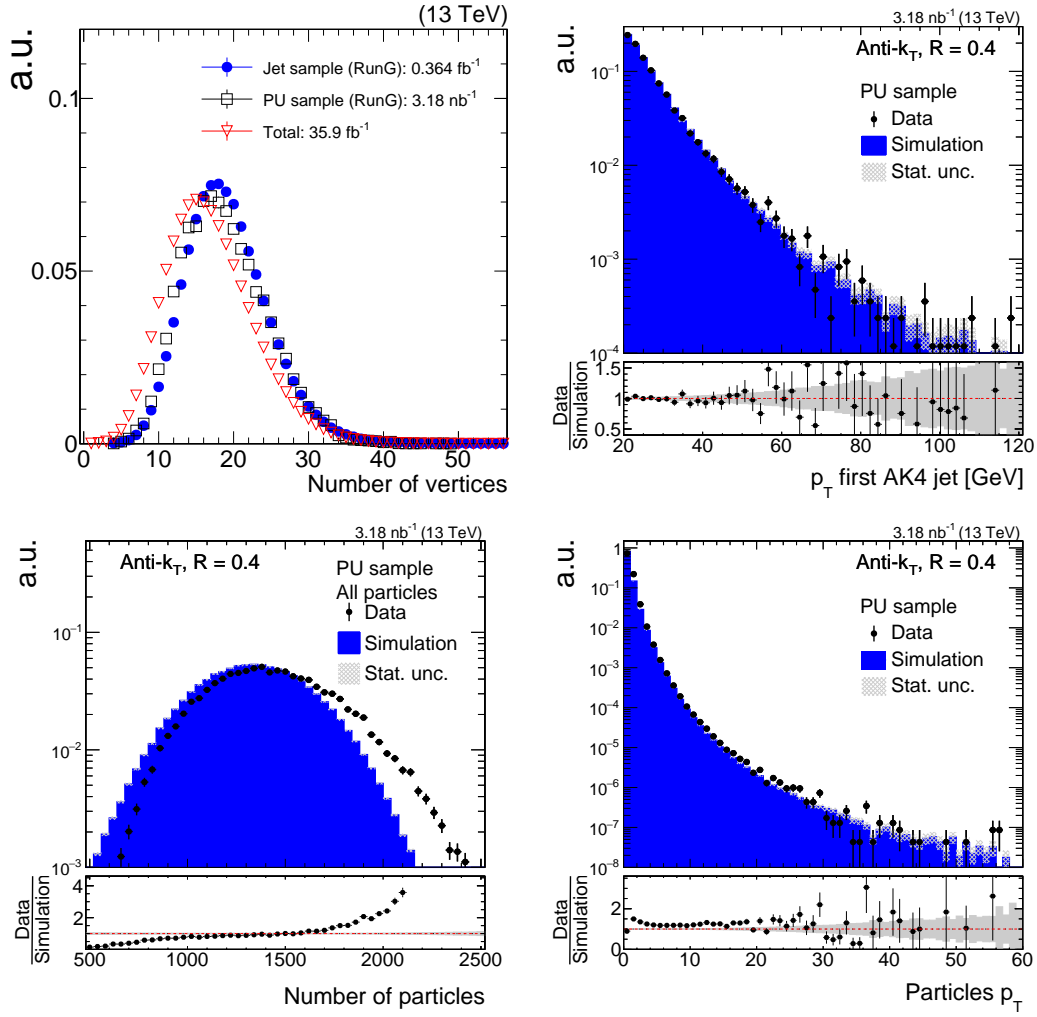 (13 TeV)
a.u.
Jet sample (RunG): 0.364 fb⁻¹
PU sample (RunG): 3.18 nb⁻¹
Total: 35.9 fb⁻¹
0.1
0.05
0
0 10 20 30 40 50
Number of vertices
3.18 nb⁻¹ (13 TeV)
a.u.
Anti-k_T, R = 0.4
PU sample
Data
Simulation
Stat. unc.
10⁻¹
10⁻²
10⁻³
10⁻⁴
Data
Simulation
1.5
1
0.5
20 40 60 80 100 120
p_T first AK4 jet [GeV]
3.18 nb⁻¹ (13 TeV)
a.u.
Anti-k_T, R = 0.4
PU sample
All particles
Data
Simulation
Stat. unc.
10⁻¹
10⁻²
10⁻³
Data
Simulation
4
2
500 1000 1500 2000 2500
Number of particles
3.18 nb⁻¹ (13 TeV)
a.u.
Anti-k_T, R = 0.4
PU sample
Data
Simulation
Stat. unc.
1
10⁻¹
10⁻²
10⁻³
10⁻⁴
10⁻⁵
10⁻⁶
10⁻⁷
10⁻⁸
Data
Simulation
3
2
1
0
0 10 20 30 40 50 60
Particles p_T